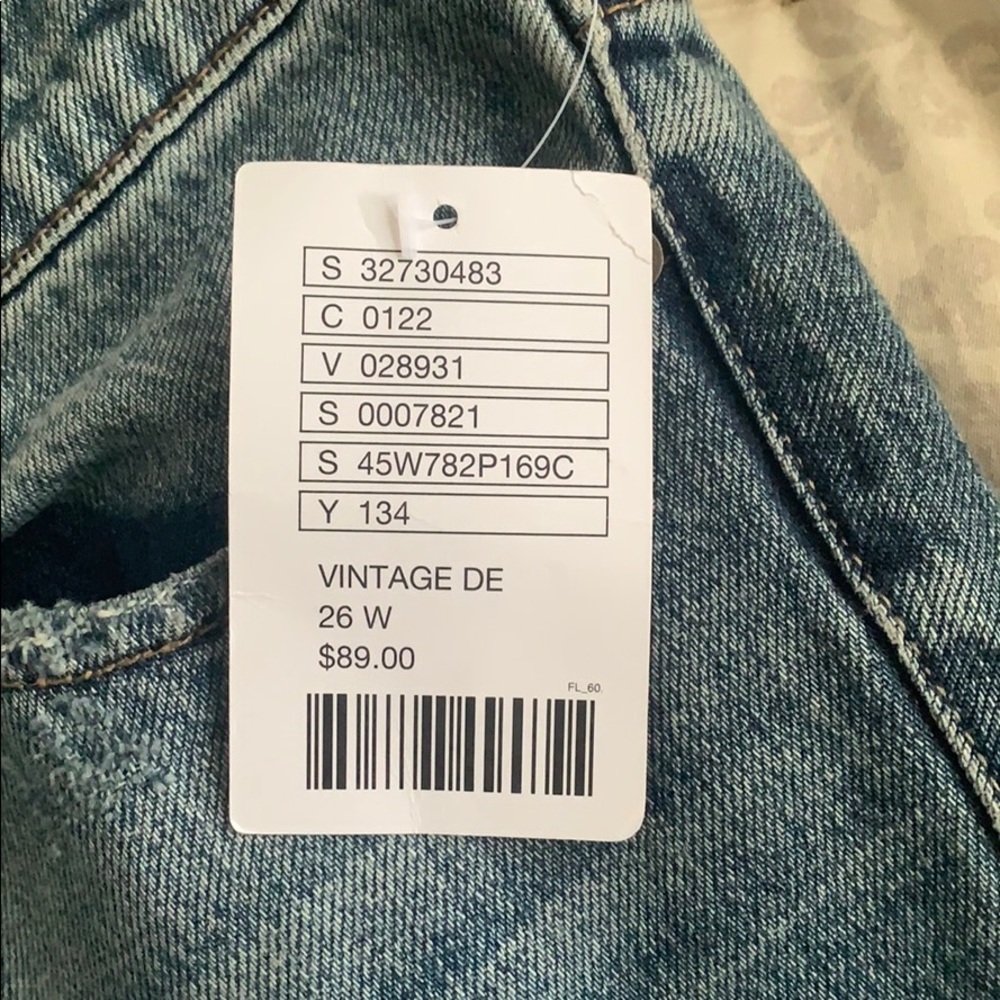 S 32730483
C 0122
V 028931
S 0007821
S 45W782P169C
Y 134
VINTAGE DE
26 W
$89.00
FL_60.